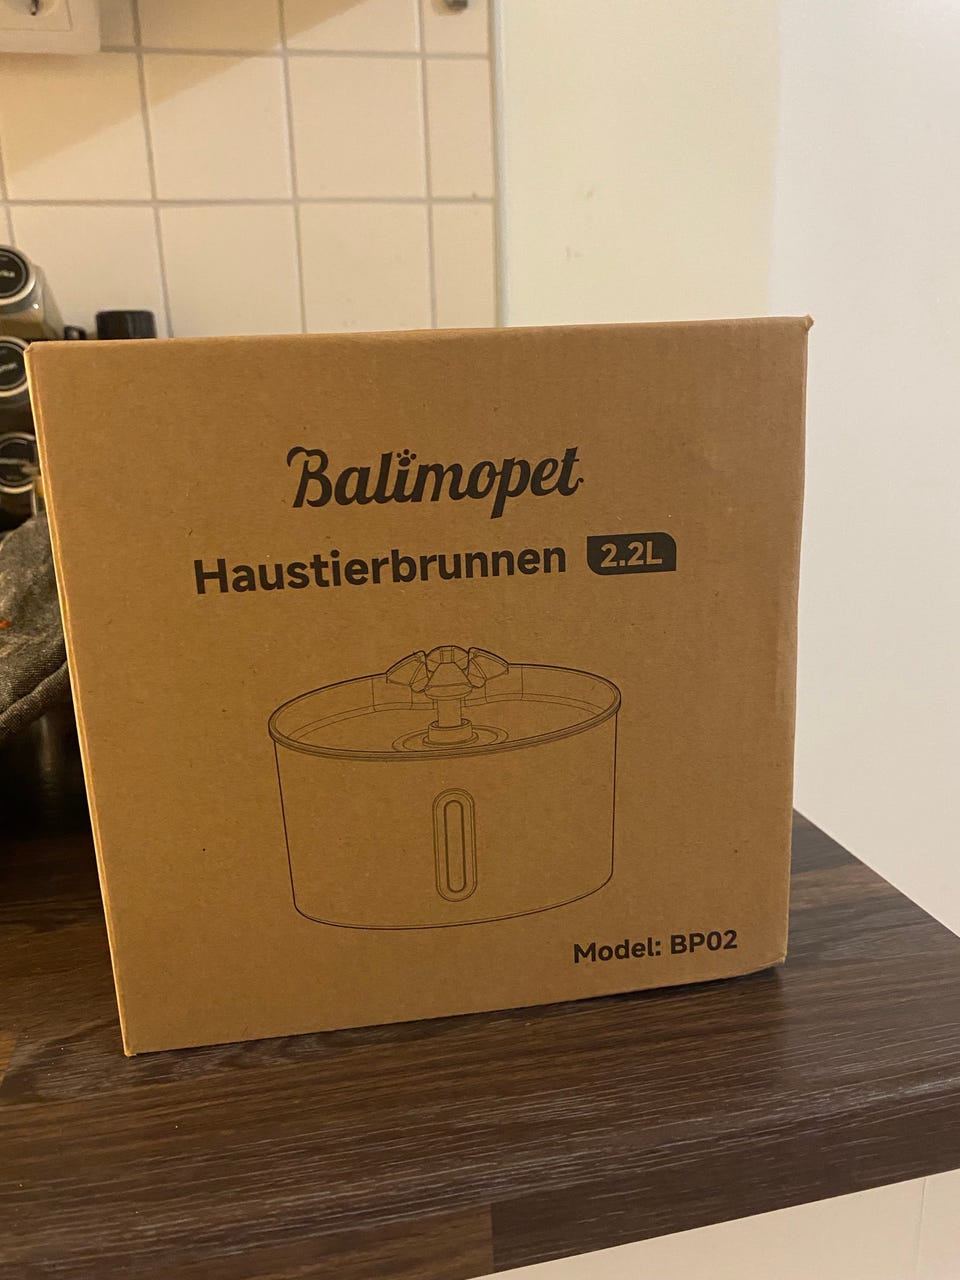 Balimopet
Haustierbrunnen 2.2L
Model: BP02